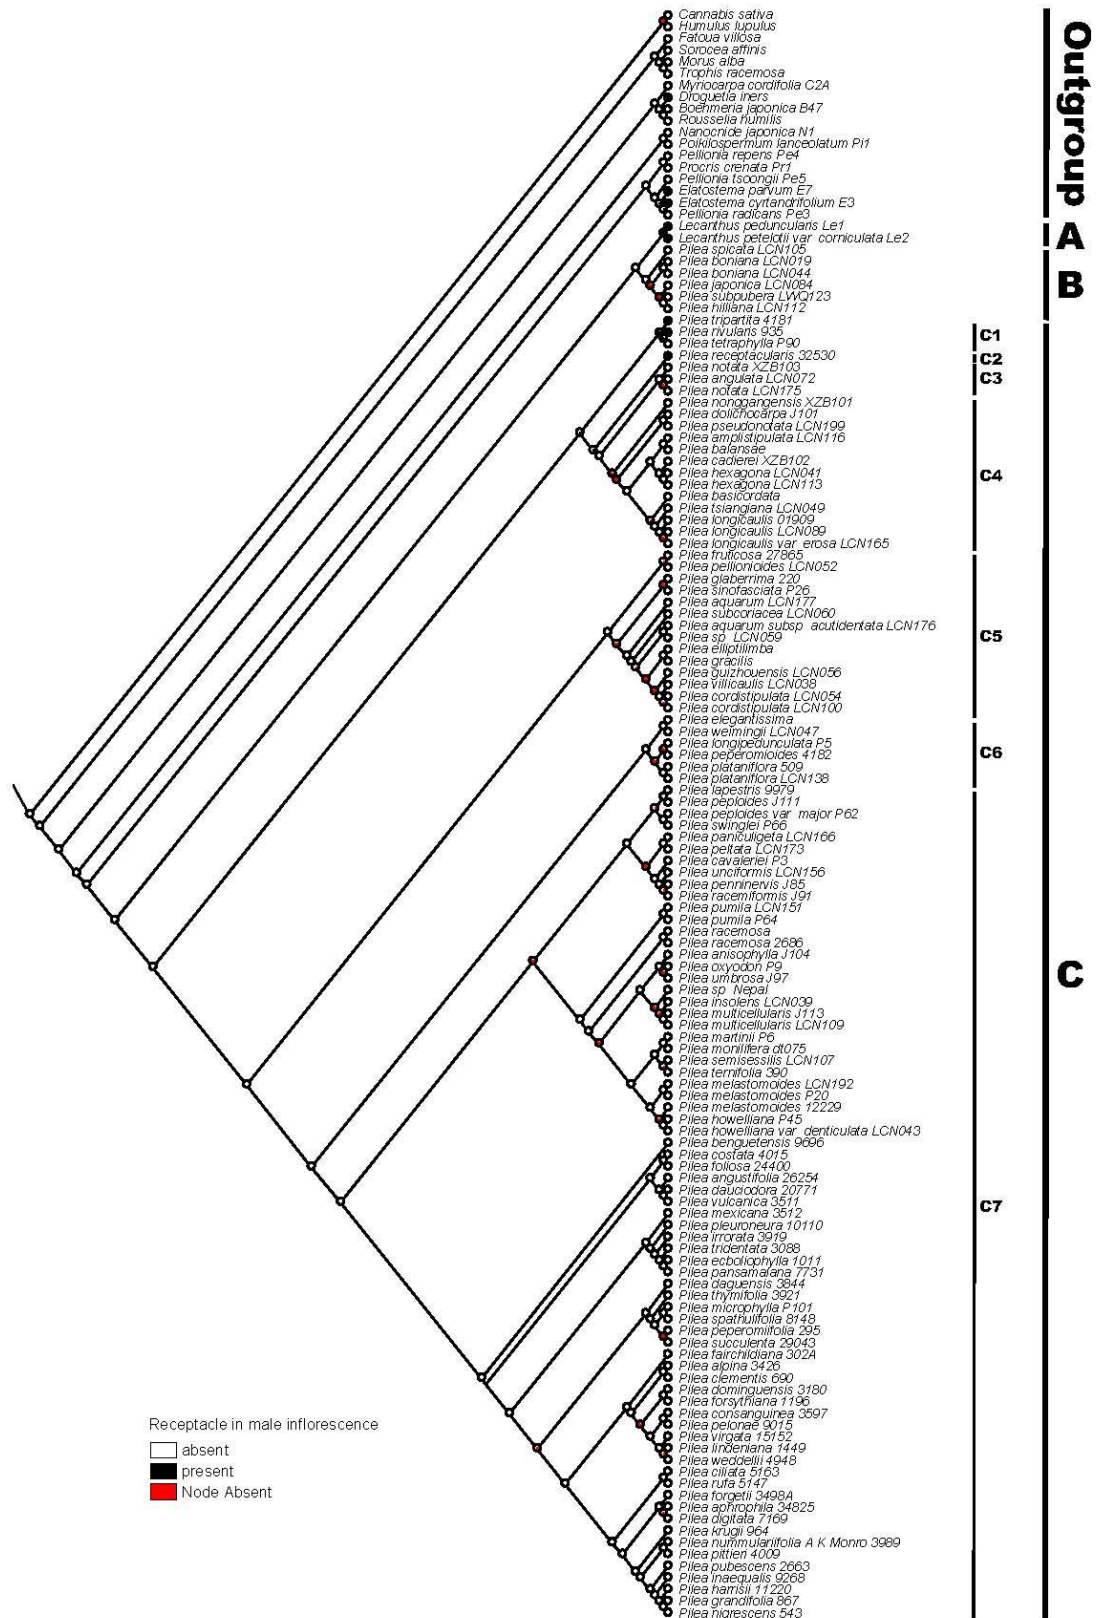 Cannabis sativa
Humulus lupulus
Fatoua villosa
Sorocea affinis
Morus alba
Trophis racemosa
Myriocarpa cordifolia C2A
Droguetia iners
Boehmeria japonica B47
Rousselia humilis
Nanocnide japonica N1
Poikilospermum lanceolatum Pi1
Pellionia repens Pe4
Procris crenata Pr1
Pellionia tsoongii Pe5
Elatostema parvum E7
Elatostema cyrtandrifolium E3
Pellionia radicans Pe3
Outgroup
Lecanthus peduncularis Le1
Lecanthus petelotii var corniculata Le2
A
Pilea spicata LCN105
Pilea boniana LCN019
Pilea boniana LCN044
Pilea japonica LCN084
Pilea subpubera LWQ123
Pilea hilliana LCN112
B
Pilea tripartita 4181
Pilea rivularis 935
Pilea tetraphylla P90
C1
Pilea receptacularis 32530
C2
Pilea notata XZB103
Pilea angulata LCN072
Pilea notata LCN175
C3
Pilea nonggangensis XZB101
Pilea dolichocarpa J101
Pilea pseudonotata LCN199
Pilea amplistipulata LCN116
Pilea balansae
Pilea cadierei XZB102
Pilea hexagona LCN041
Pilea hexagona LCN113
Pilea basicordata
Pilea tsiangiana LCN049
Pilea longicaulis 01909
Pilea longicaulis LCN089
Pilea longicaulis var erosa LCN165
C4
Pilea fruticosa 27865
Pilea pellionioides LCN052
Pilea glaberrima 220
Pilea sinofasciata P26
Pilea aquarum LCN177
Pilea subcoriacea LCN060
Pilea aquarum subsp acutidentata LCN176
Pilea sp LCN059
Pilea elliptilimba
Pilea gracilis
Pilea guizhouensis LCN056
Pilea villicaulis LCN038
Pilea cordistipulata LCN054
Pilea cordistipulata LCN100
C5
Pilea elegantissima
Pilea weimingii LCN047
Pilea longipedunculata P5
Pilea peperomioides 4182
Pilea plataniflora 509
Pilea plataniflora LCN138
C6
Pilea lapestris 9979
Pilea peploides J111
Pilea peploides var major P62
Pilea swinglei P66
Pilea paniculigeta LCN166
Pilea peltata LCN173
Pilea cavaleriei P3
Pilea unciformis LCN156
Pilea penninervis J85
Pilea racemiformis J91
Pilea pumila LCN151
Pilea pumila P64
Pilea racemosa
Pilea racemosa 2686
Pilea anisophylla J104
Pilea oxyodon P9
Pilea umbrosa J97
Pilea sp Nepal
Pilea insolens LCN039
Pilea multicellularis J113
Pilea multicellularis LCN109
Pilea martinii P6
Pilea monilifera dt075
Pilea semisessilis LCN107
Pilea ternifolia 390
Pilea melastomoides LCN192
Pilea melastomoides P20
Pilea melastomoides 12229
Pilea howelliana P45
Pilea howelliana var denticulata LCN043
Pilea benguetensis 9696
Pilea costata 4015
Pilea foliosa 24400
Pilea angustifolia 26254
Pilea dauciodora 20771
Pilea vulcanica 3511
Pilea mexicana 3512
Pilea pleuroneura 10110
Pilea irrorata 3919
Pilea tridentata 3088
Pilea ecboliophylla 1011
Pilea pansamalana 7731
Pilea daguensis 3844
Pilea thymifolia 3921
Pilea microphylla P101
Pilea spathulifolia 8148
Pilea peperomiifolia 295
Pilea succulenta 29043
Pilea fairchildiana 302A
Pilea alpina 3426
Pilea clementis 690
Pilea dominguensis 3180
Pilea forsythiana 1196
Pilea consanguinea 3597
Pilea pelonae 9015
Pilea virgata 15152
Pilea lindeniana 1449
Pilea weddellii 4948
Pilea ciliata 5163
Pilea rufa 5147
Pilea forgetii 3498A
Pilea aphrophila 34825
Pilea digitata 7169
Pilea krugii 964
Pilea nummulariifolia A K Monro 3989
Pilea pittieri 4009
Pilea pubescens 2663
Pilea inaequalis 9268
Pilea harrisii 11220
Pilea grandifolia 867
Pilea nigrescens 543
C7
C
Receptacle in male inflorescence
absent
present
Node Absent